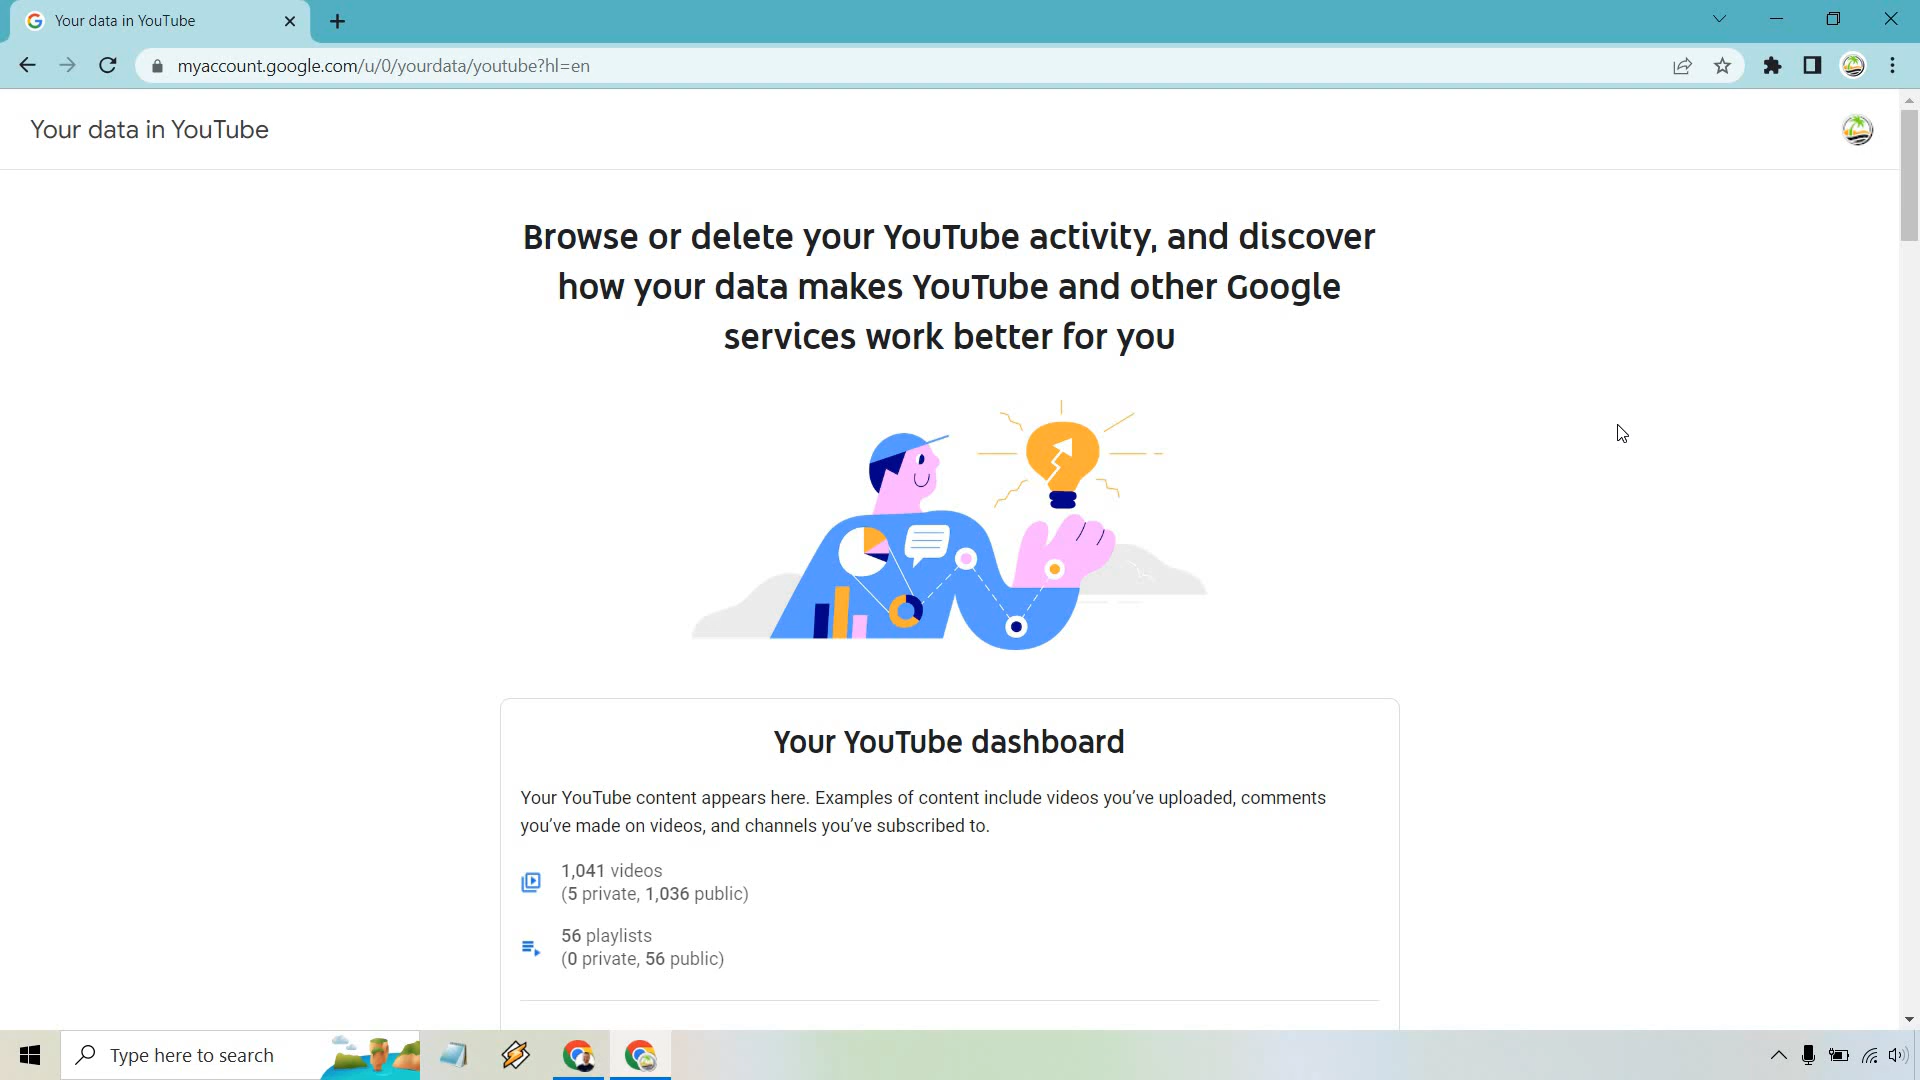 Your data in YouTube
myaccount.google.com/u/0/yourdata/youtube?hl=en
Your data in YouTube
Browse or delete your YouTube activity, and discover
how your data makes YouTube and other Google
services work better for you
Your YouTube dashboard
Your YouTube content appears here. Examples of content include videos you’ve uploaded, comments
you’ve made on videos, and channels you’ve subscribed to.
1,041 videos
(5 private, 1,036 public)
56 playlists
(0 private, 56 public)
Type here to search